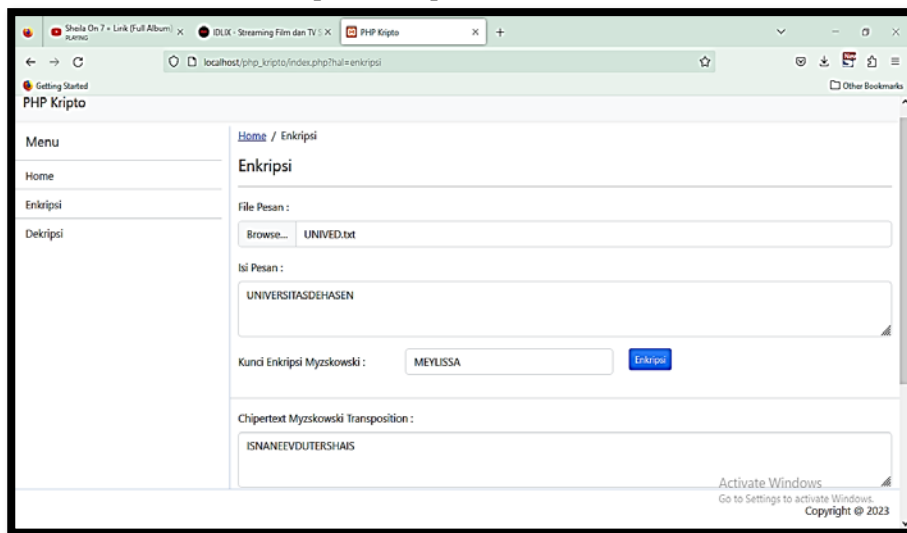 Sheila On 7 + Lirik (Full Album)
PLAYING
IDLIX - Streaming Film dan TV S
PHP Kripto
localhost/php_kripto/index.php?hal=enkripsi
Getting Started
Other Bookmarks
PHP Kripto
Menu
Home
Enkripsi
Dekripsi
Home / Enkripsi
Enkripsi
File Pesan :
Browse... UNIVED.txt
Isi Pesan :
UNIVERSITASDEHASEN
Kunci Enkripsi Myzskowski : MEYLISSA Enkripsi
Chipertext Myzskowski Transposition :
ISNANEEVDUTERSHAIS
Activate Windows
Go to Settings to activate Windows.
Copyright @ 2023